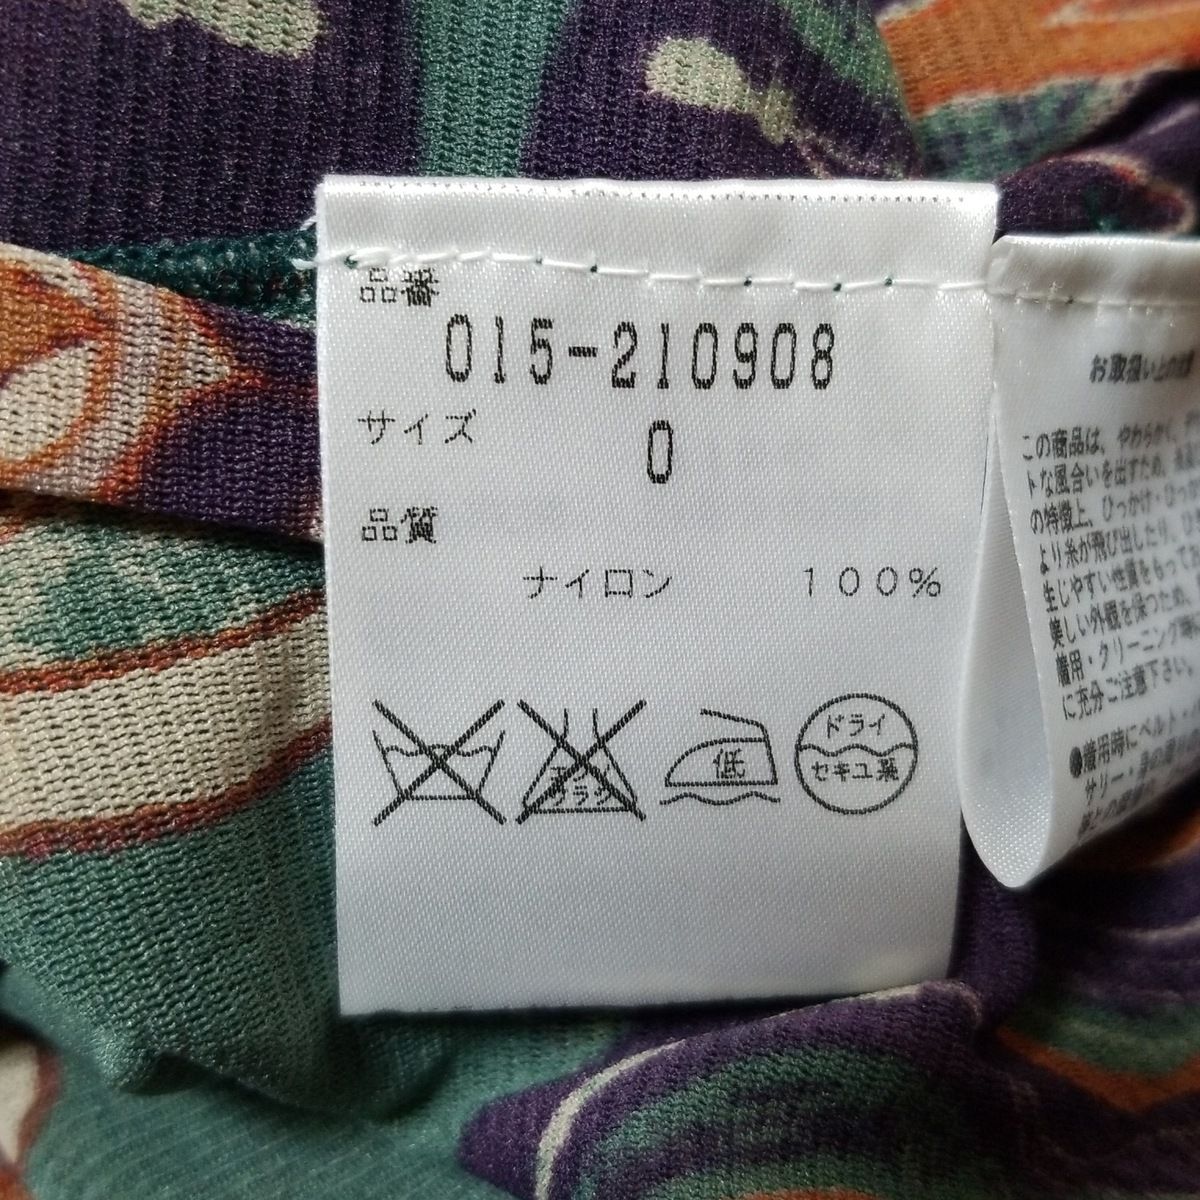 品番
015-210908
サイズ
0
品質
ナイロン 100%
低
ドライ
セキユ系
お取扱い上の注意
この商品は、やわらかく、
トな風合いを出すため、
の特徴上、ひっかけ・ひっ
より糸が飛び出したり、ひ
生じやすい性質をもって
美しい外観を保つため、
着用・クリーニング時に
に充分ご注意下さい。
●着用時にベルト・
サリー・